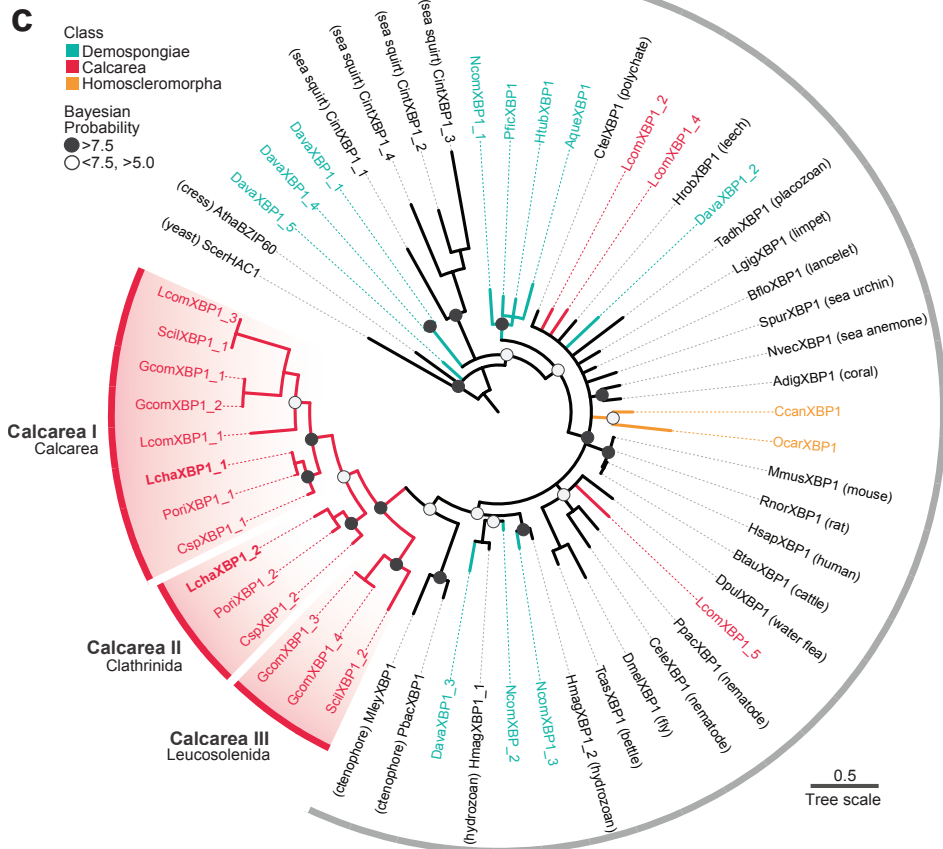 c
Class
Demospongiae
Calcarea
Homoscleromorpha
Bayesian
Probability
>7.5
<7.5, >5.0
(yeast) ScerHAC1
(cress) AthaBZIP60
DavaXBP1_5
DavaXBP1_4
DavaXBP1_1
(sea squirt) CintXBP1_1
(sea squirt) CintXBP1_4
(sea squirt) CintXBP1_2
(sea squirt) CintXBP1_3
NcomXBP1_1
PficXBP1
HtubXBP1
AqueXBP1
CtelXBP1 (polychate)
LcomXBP1_2
LcomXBP1_4
HrobXBP1 (leech)
DavaXBP1_2
TadhXBP1 (placozoan)
LgigXBP1 (limpet)
BfloXBP1 (lancelet)
SpurXBP1 (sea urchin)
NvecXBP1 (sea anemone)
AdigXBP1 (coral)
CcanXBP1
OcarXBP1
MmusXBP1 (mouse)
RnorXBP1 (rat)
HsapXBP1 (human)
BtauXBP1 (cattle)
DpulXBP1 (water flea)
LcomXBP1_5
PpacXBP1 (nematode)
CeleXBP1 (nematode)
DmelXBP1 (fly)
TcasXBP1 (bettle)
HmagXBP1_2 (hydrozoan)
NcomXBP1_3
NcomXBP_2
(hydrozoan) HmagXBP1_1
DavaXBP1_3
(ctenophore) PbacXBP1
(ctenophore) MleyXBP1
SciIXBP1_2
GcomXBP1_4
GcomXBP1_3
CspXBP1_2
PoriXBP1_2
LchaXBP1_2
CspXBP1_1
PoriXBP1_1
LchaXBP1_1
LcomXBP1_1
GcomXBP1_2
GcomXBP1_1
SciIXBP1_1
LcomXBP1_3
Calcarea I
Calcarea
Calcarea II
Clathrinida
Calcarea III
Leucosolenida
0.5
Tree scale